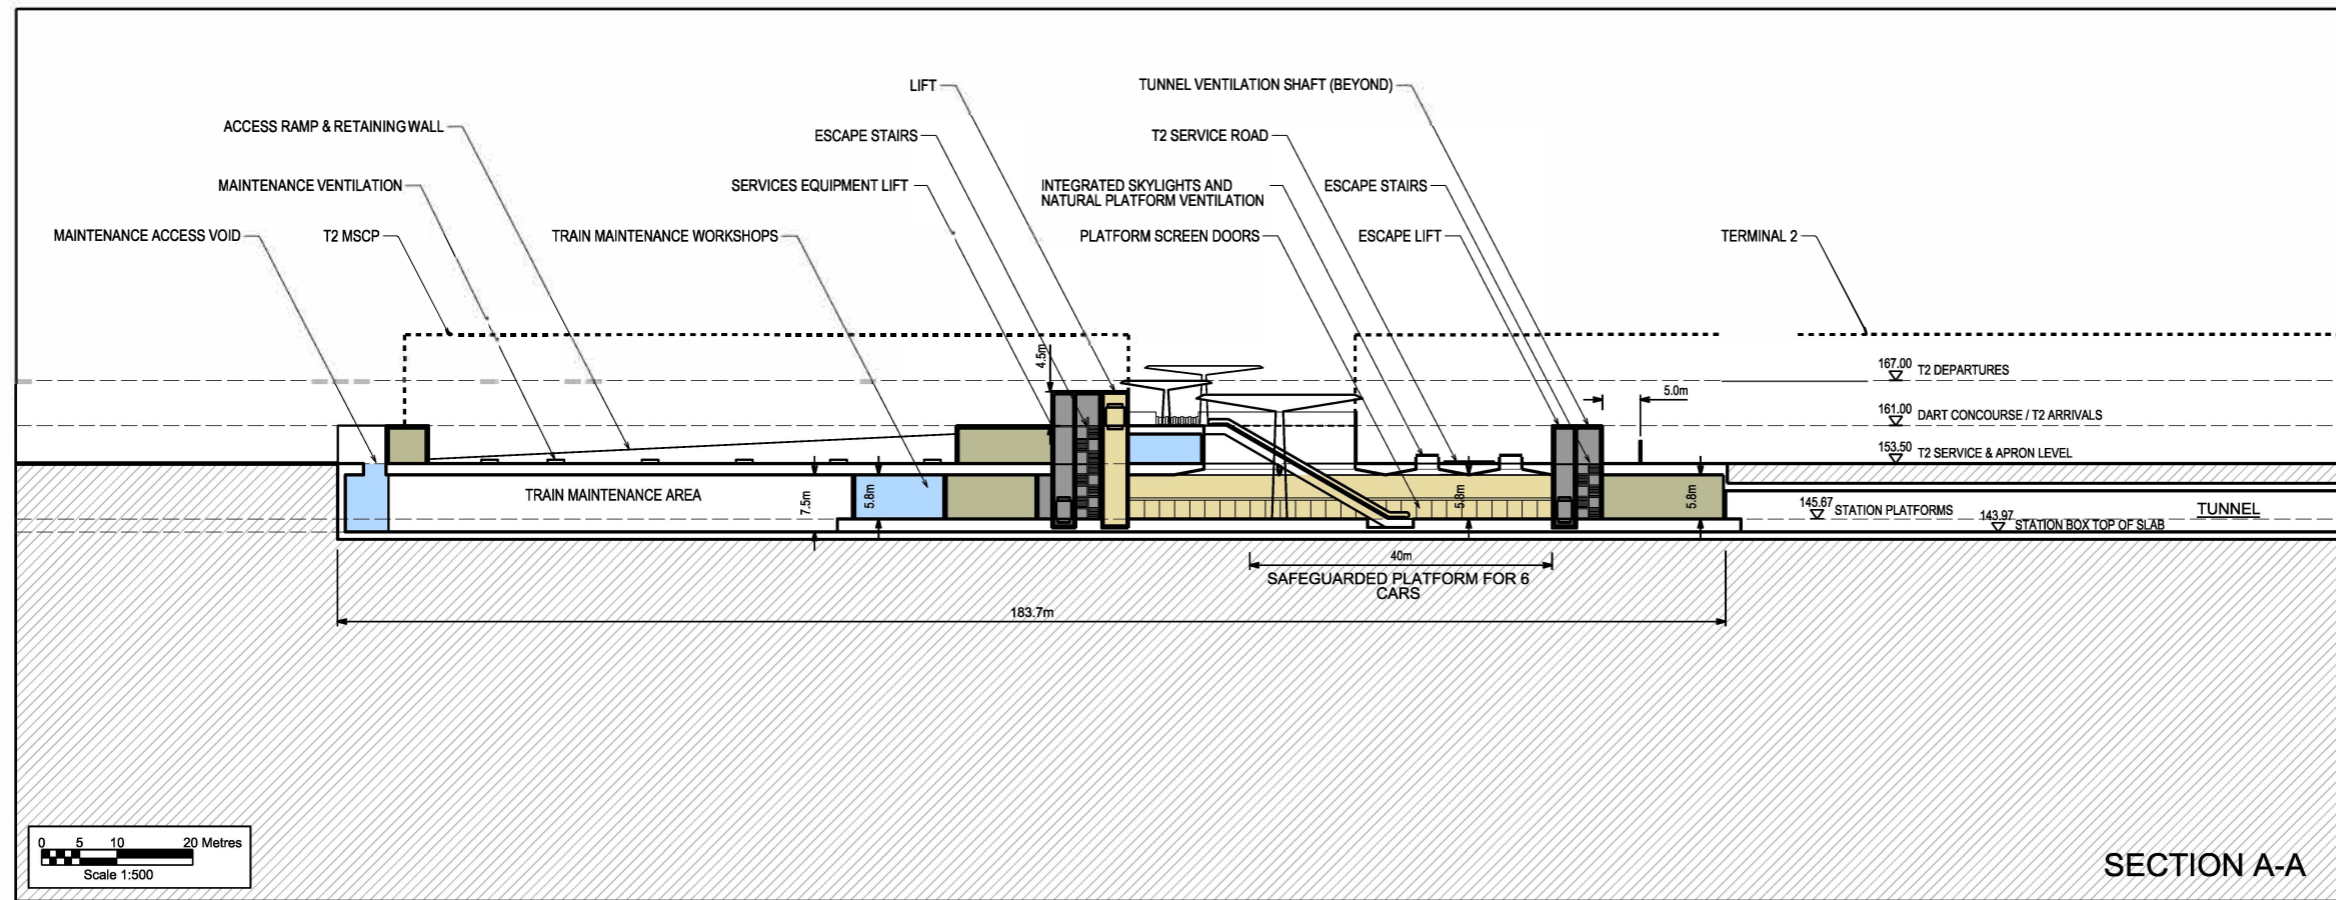 LIFT
TUNNEL VENTILATION SHAFT (BEYOND)
ACCESS RAMP & RETAINING WALL
ESCAPE STAIRS
T2 SERVICE ROAD
MAINTENANCE VENTILATION
SERVICES EQUIPMENT LIFT
INTEGRATED SKYLIGHTS AND
NATURAL PLATFORM VENTILATION
ESCAPE STAIRS
MAINTENANCE ACCESS VOID
T2 MSCP
TRAIN MAINTENANCE WORKSHOPS
PLATFORM SCREEN DOORS
ESCAPE LIFT
TERMINAL 2
4.5m
167.00 T2 DEPARTURES
5.0m
161.00 DART CONCOURSE / T2 ARRIVALS
153.50 T2 SERVICE & APRON LEVEL
TRAIN MAINTENANCE AREA
7.5m
5.8m
5.8m
5.8m
145.67 STATION PLATFORMS
143.97 STATION BOX TOP OF SLAB
TUNNEL
40m
SAFEGUARDED PLATFORM FOR 6
CARS
183.7m
0 5 10 20 Metres
Scale 1:500
SECTION A-A